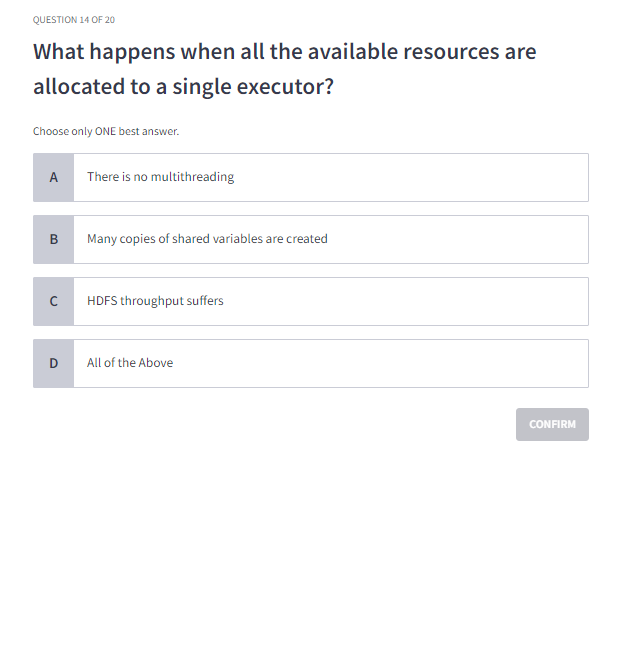 QUESTION 14 OF 20
What happens when all the available resources are
allocated to a single executor?
Choose only ONE best answer.
A There is no multithreading
B Many copies of shared variables are created
C HDFS throughput suffers
D All of the Above
CONFIRM